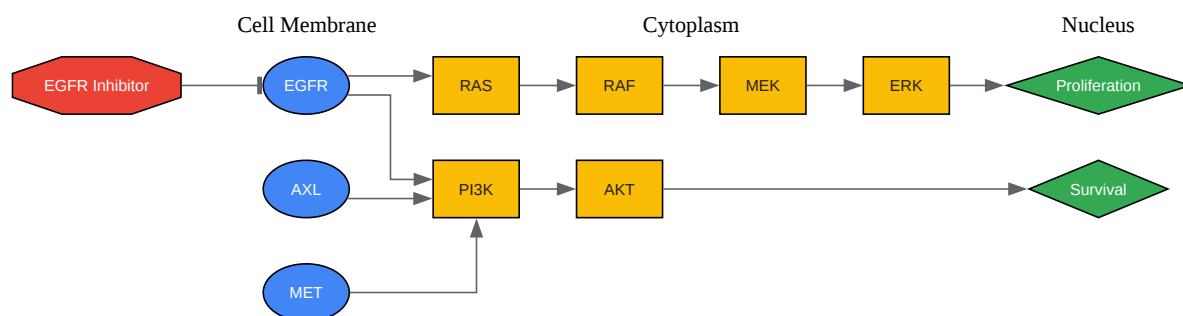 Cell Membrane
Cytoplasm
Nucleus
EGFR Inhibitor
EGFR
RAS
RAF
MEK
ERK
Proliferation
AXL
PI3K
AKT
Survival
MET